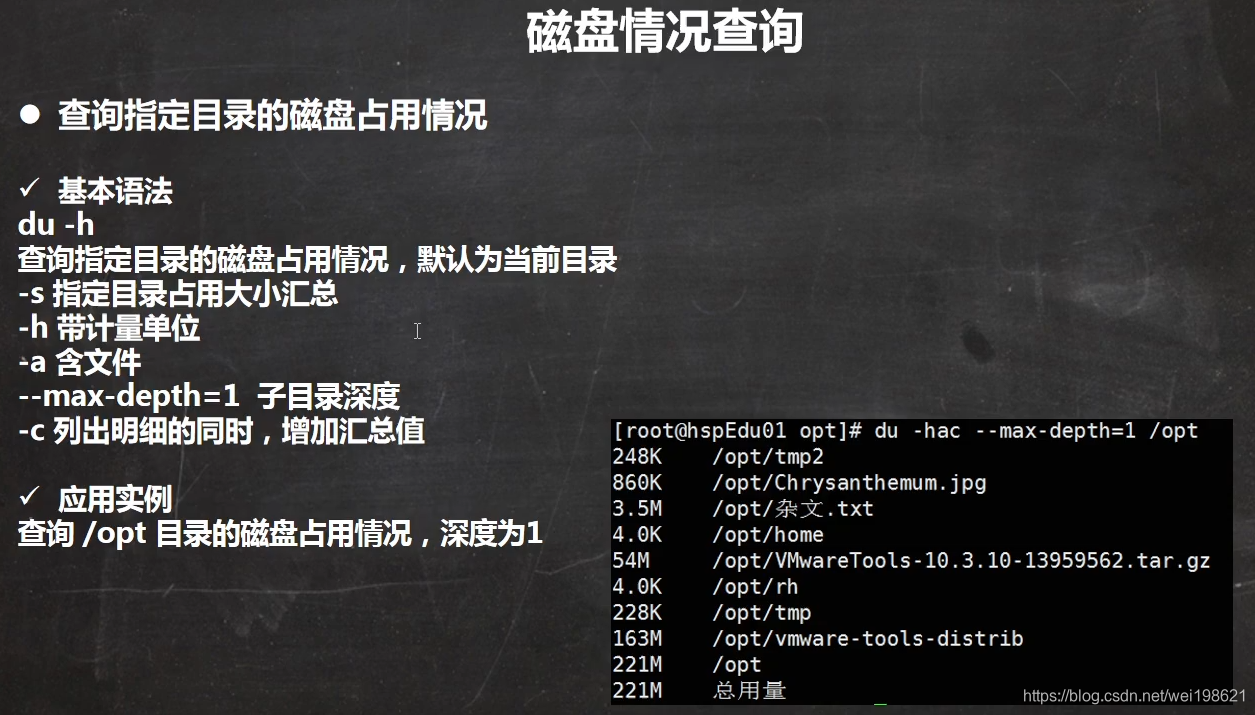 磁盘情况查询
● 查询指定目录的磁盘占用情况
✓ 基本语法
du -h
查询指定目录的磁盘占用情况，默认为当前目录
-s 指定目录占用大小汇总
-h 带计量单位
-a 含文件
--max-depth=1 子目录深度
-c 列出明细的同时，增加汇总值
✓ 应用实例
查询 /opt 目录的磁盘占用情况，深度为1
[root@hspEdu01 opt]# du -hac --max-depth=1 /opt
248K /opt/tmp2
860K /opt/Chrysanthemum.jpg
3.5M /opt/杂文.txt
4.0K /opt/home
54M /opt/VMwareTools-10.3.10-13959562.tar.gz
4.0K /opt/rh
228K /opt/tmp
163M /opt/vmware-tools-distrib
221M /opt
221M 总用量
https://blog.csdn.net/wei198621